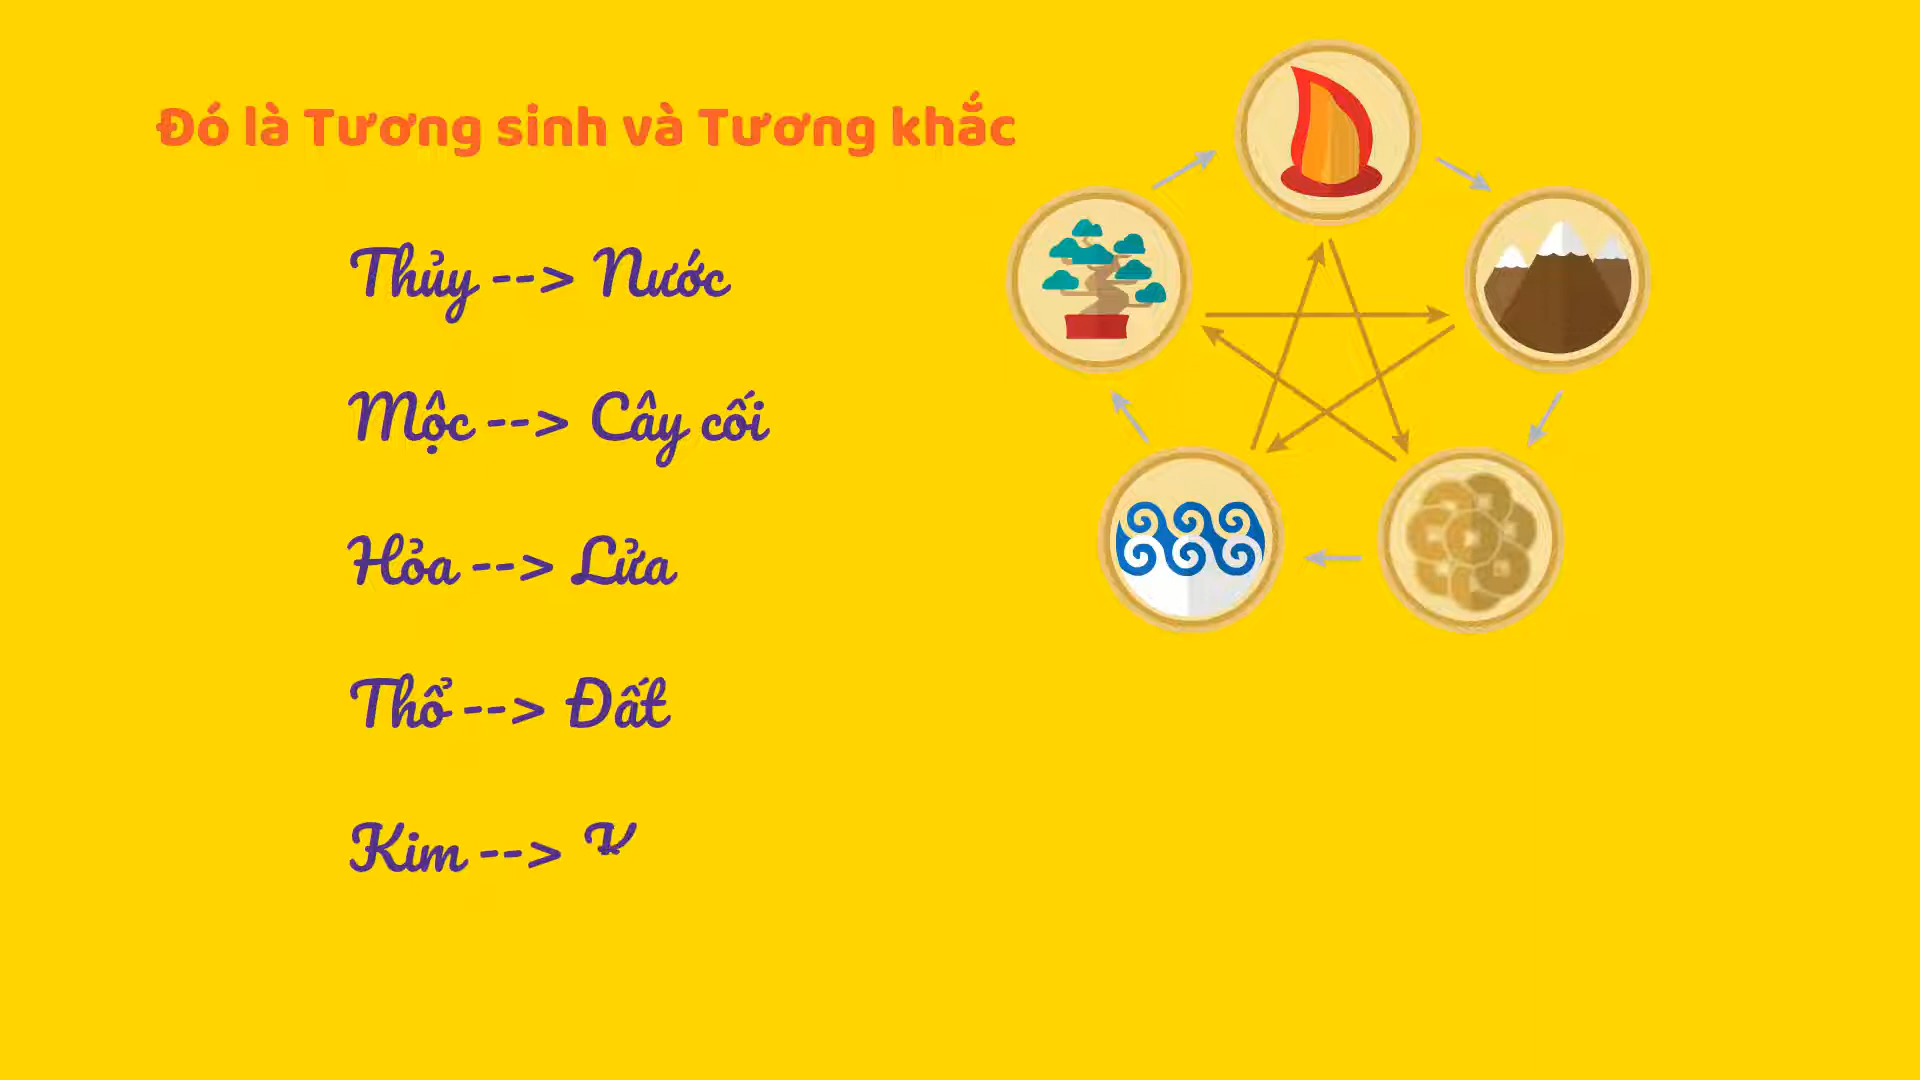 Đó là Tương sinh và Tương khắc
Thủy --> Nước
Mộc --> Cây cối
Hỏa --> Lửa
Thổ --> Đất
Kim -->